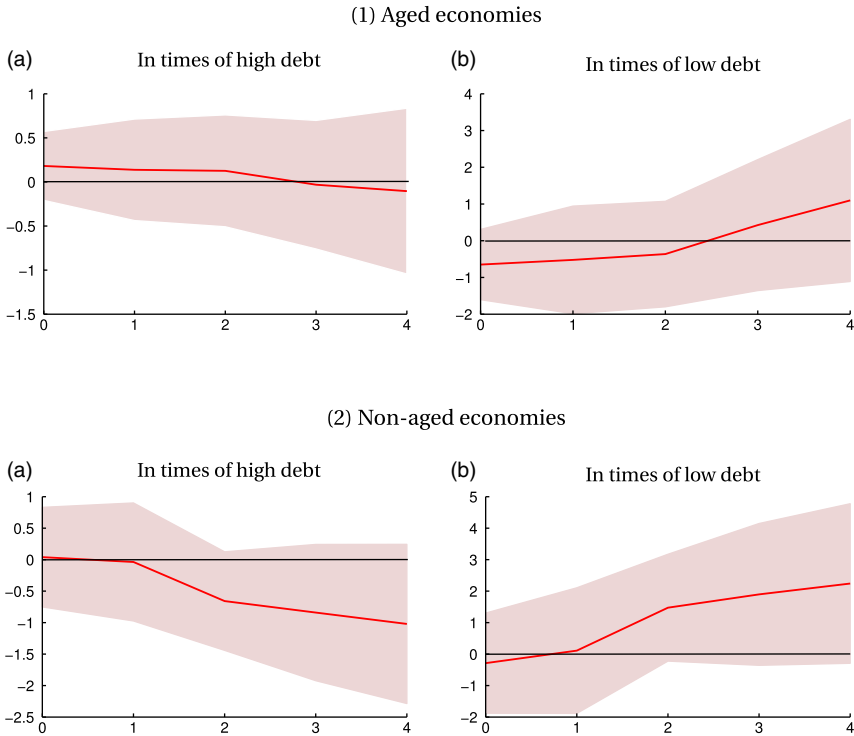 (1) Aged economies
(a) In times of high debt
(b) In times of low debt
1
0.5
0
−0.5
−1
−1.5
0 1 2 3 4
4
3
2
1
0
−1
−2
0 1 2 3 4
(2) Non-aged economies
(a) In times of high debt
(b) In times of low debt
1
0.5
0
−0.5
−1
−1.5
−2
−2.5
0 1 2 3 4
5
4
3
2
1
0
−1
−2
0 1 2 3 4